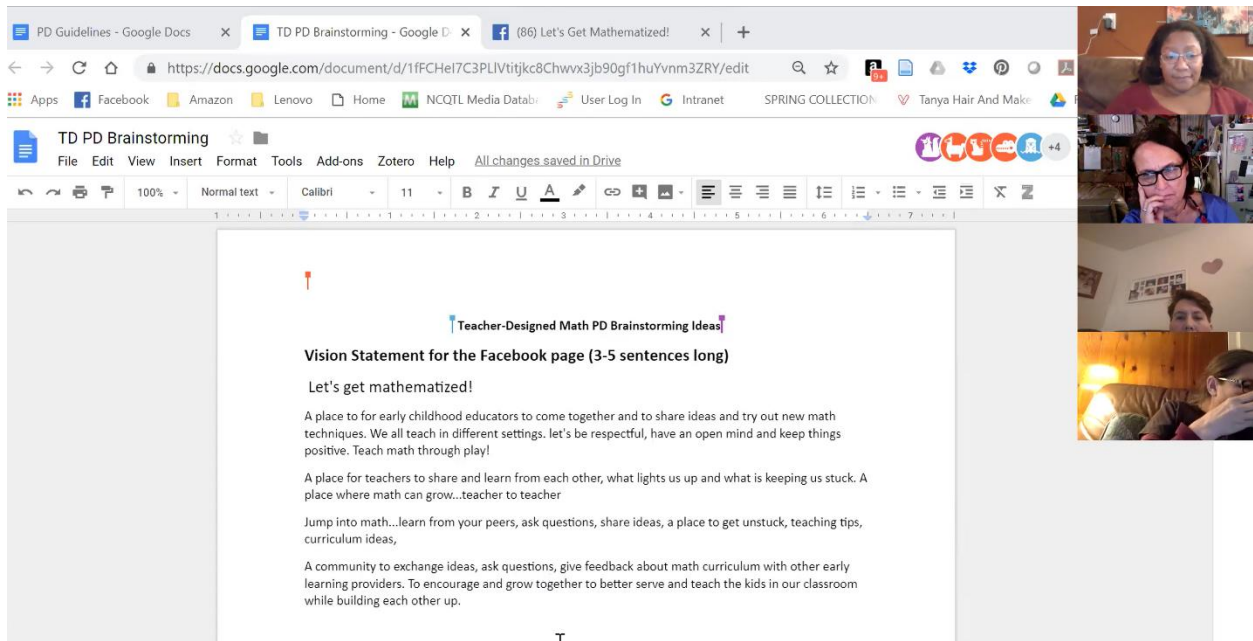 PD Guidelines - Google Docs
TD PD Brainstorming - Google D
(86) Let's Get Mathematized!
https://docs.google.com/document/d/1fFCHeI7C3PLlVtitjkc8Chwvx3jb90gf1huYvnm3ZRY/edit
9+
Apps Facebook Amazon Lenovo Home NCQTL Media Databa User Log In Intranet SPRING COLLECTION Tanya Hair And Make
TD PD Brainstorming
File Edit View Insert Format Tools Add-ons Zotero Help All changes saved in Drive
+4
100% Normal text Calibri 11 B I U A
1 1 2 3 4 5 6 7
Teacher-Designed Math PD Brainstorming Ideas
Vision Statement for the Facebook page (3-5 sentences long)
Let's get mathematized!
A place to for early childhood educators to come together and to share ideas and try out new math
techniques. We all teach in different settings. let's be respectful, have an open mind and keep things
positive. Teach math through play!
A place for teachers to share and learn from each other, what lights us up and what is keeping us stuck. A
place where math can grow...teacher to teacher
Jump into math...learn from your peers, ask questions, share ideas, a place to get unstuck, teaching tips,
curriculum ideas,
A community to exchange ideas, ask questions, give feedback about math curriculum with other early
learning providers. To encourage and grow together to better serve and teach the kids in our classroom
while building each other up.